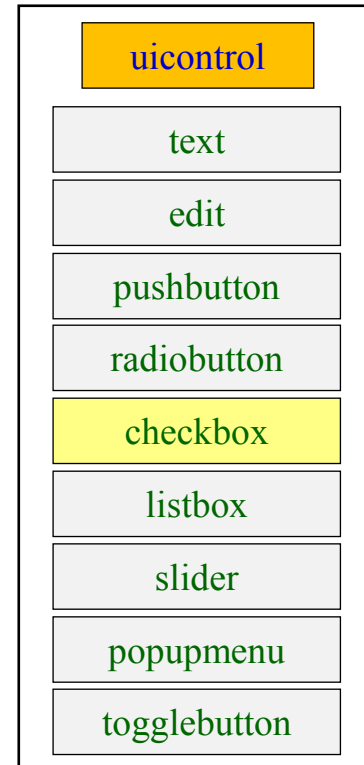 uicontrol
text
edit
pushbutton
radiobutton
checkbox
listbox
slider
popupmenu
togglebutton